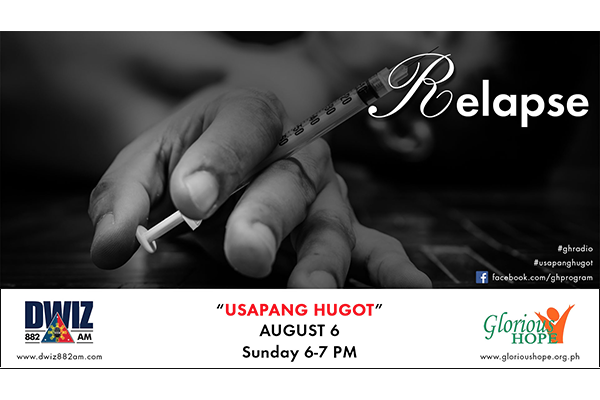 Relapse
#ghradio
#usapanghugot
facebook.com/ghprogram
DWIZ
882 AM
www.dwiz882am.com
“USAPANG HUGOT”
AUGUST 6
Sunday 6-7 PM
Glorious
HOPE
www.glorioushope.org.ph